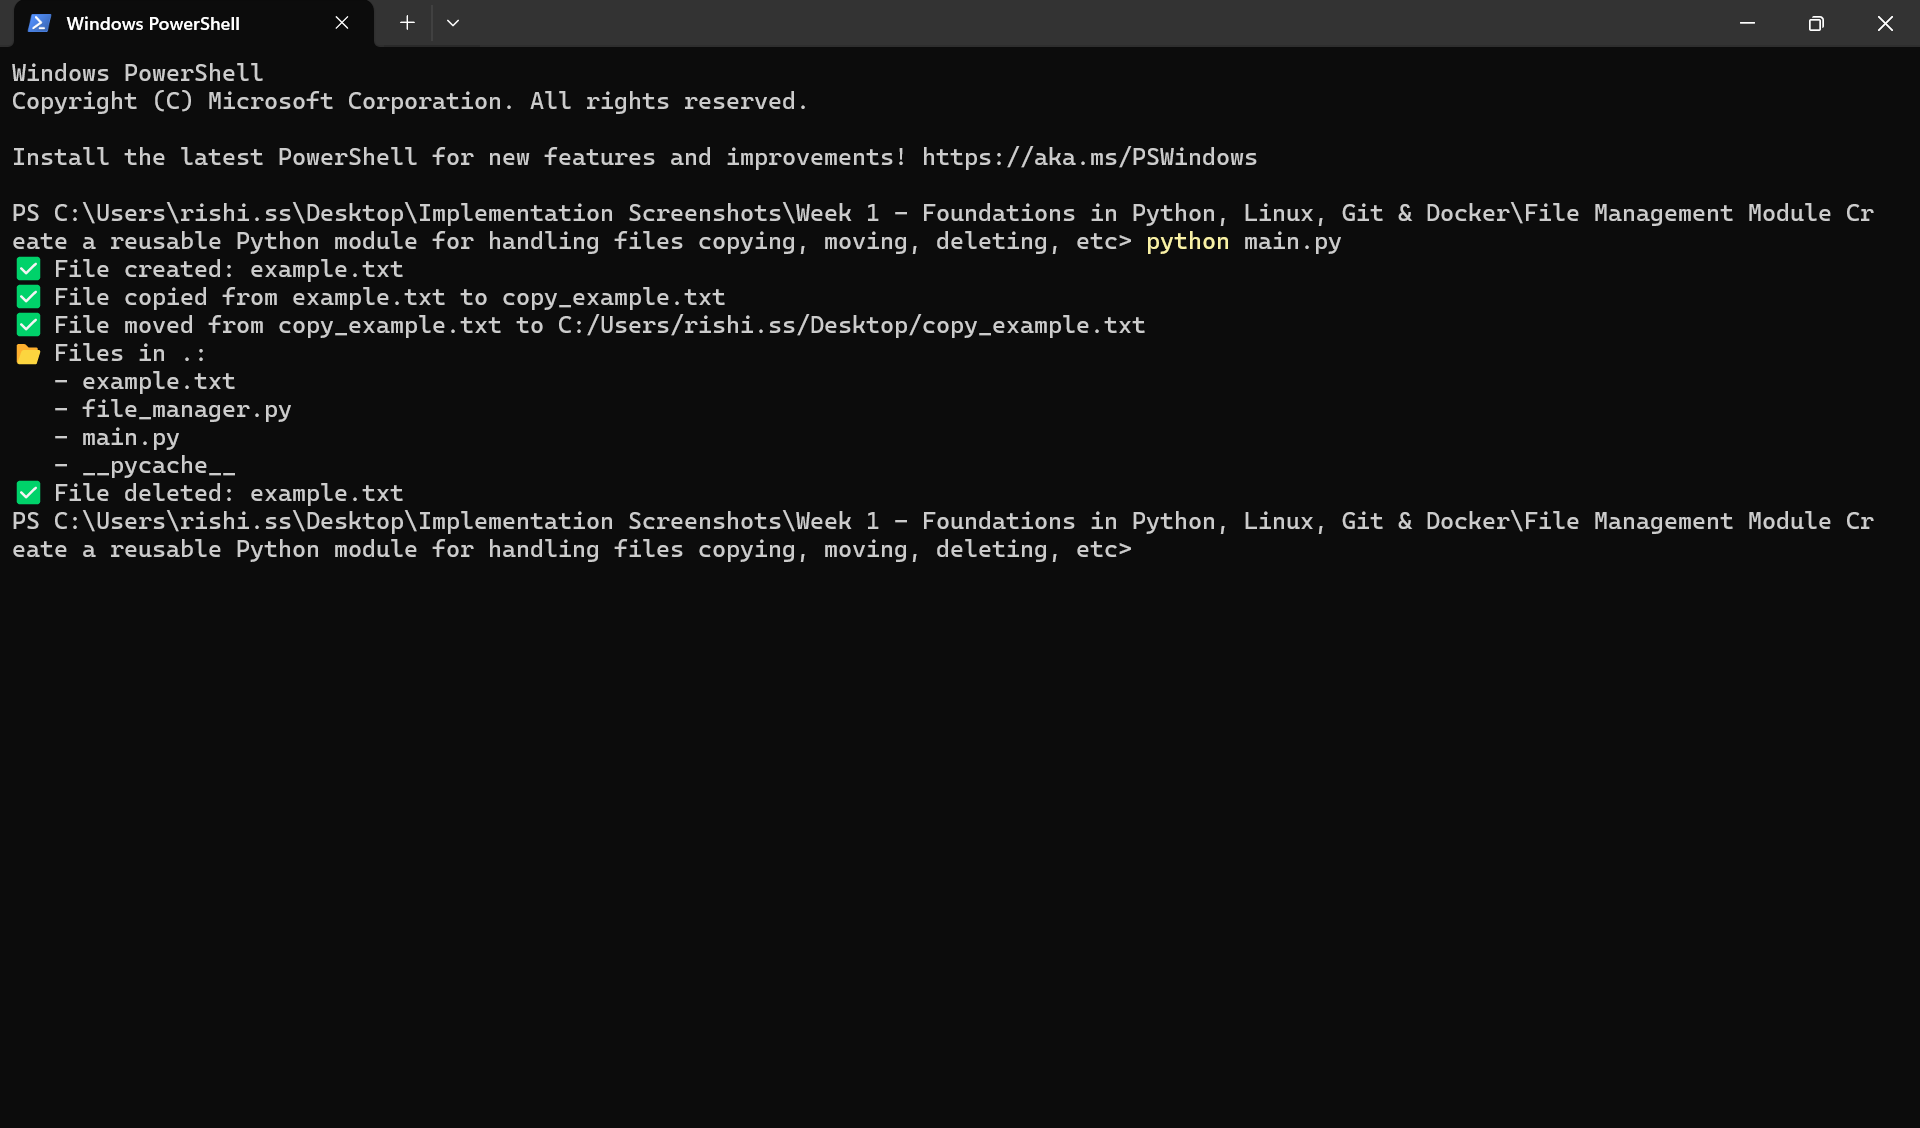 Windows PowerShell
Windows PowerShell
Copyright (C) Microsoft Corporation. All rights reserved.
Install the latest PowerShell for new features and improvements! https://aka.ms/PSWindows
PS C:\Users\rishi.ss\Desktop\Implementation Screenshots\Week 1 - Foundations in Python, Linux, Git & Docker\File Management Module Cr
eate a reusable Python module for handling files copying, moving, deleting, etc> python main.py
✅ File created: example.txt
✅ File copied from example.txt to copy_example.txt
✅ File moved from copy_example.txt to C:/Users/rishi.ss/Desktop/copy_example.txt
📂 Files in .:
- example.txt
- file_manager.py
- main.py
- __pycache__
✅ File deleted: example.txt
PS C:\Users\rishi.ss\Desktop\Implementation Screenshots\Week 1 - Foundations in Python, Linux, Git & Docker\File Management Module Cr
eate a reusable Python module for handling files copying, moving, deleting, etc>